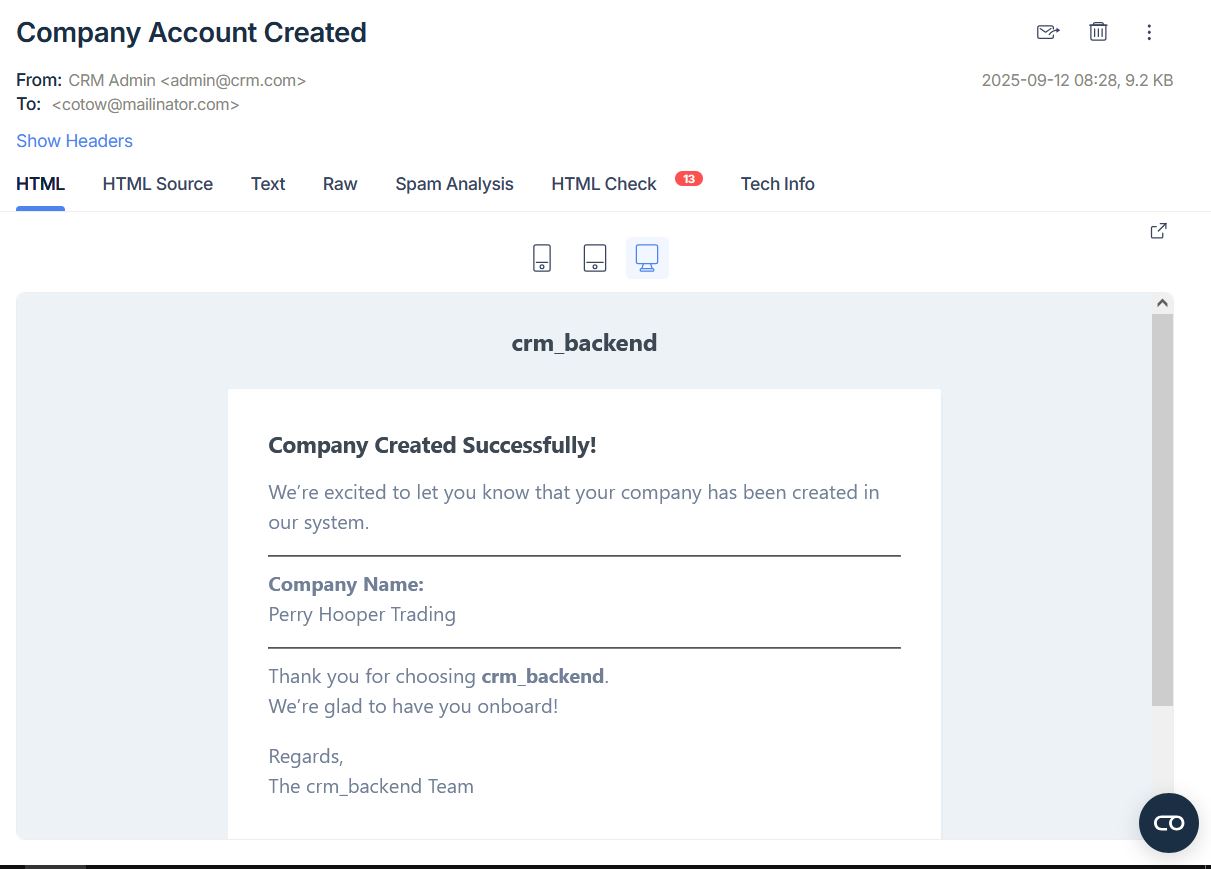 Company Account Created
From: CRM Admin <admin@crm.com>
2025-09-12 08:28, 9.2 KB
To: <cotow@mailinator.com>
Show Headers
HTML HTML Source Text Raw Spam Analysis HTML Check 13 Tech Info
crm_backend
Company Created Successfully!
We’re excited to let you know that your company has been created in
our system.
Company Name:
Perry Hooper Trading
Thank you for choosing crm_backend.
We’re glad to have you onboard!
Regards,
The crm_backend Team